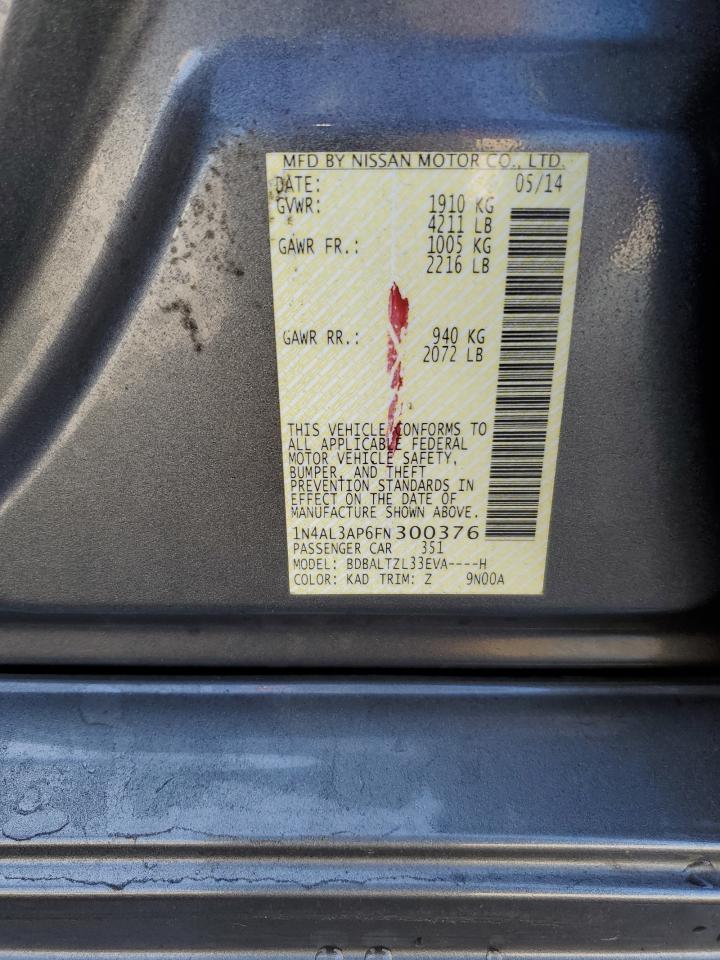 MFD BY NISSAN MOTOR CO., LTD.
DATE: 05/14
GVWR: 1910 KG
4211 LB
GAWR FR.: 1005 KG
2216 LB
GAWR RR.: 940 KG
2072 LB
THIS VEHICLE CONFORMS TO
ALL APPLICABLE FEDERAL
MOTOR VEHICLE SAFETY,
BUMPER, AND THEFT
PREVENTION STANDARDS IN
EFFECT ON THE DATE OF
MANUFACTURE SHOWN ABOVE.
1N4AL3AP6FN300376
PASSENGER CAR 351
MODEL: BDBALTZL33EVA----H
COLOR: KAD TRIM: Z 9N00A